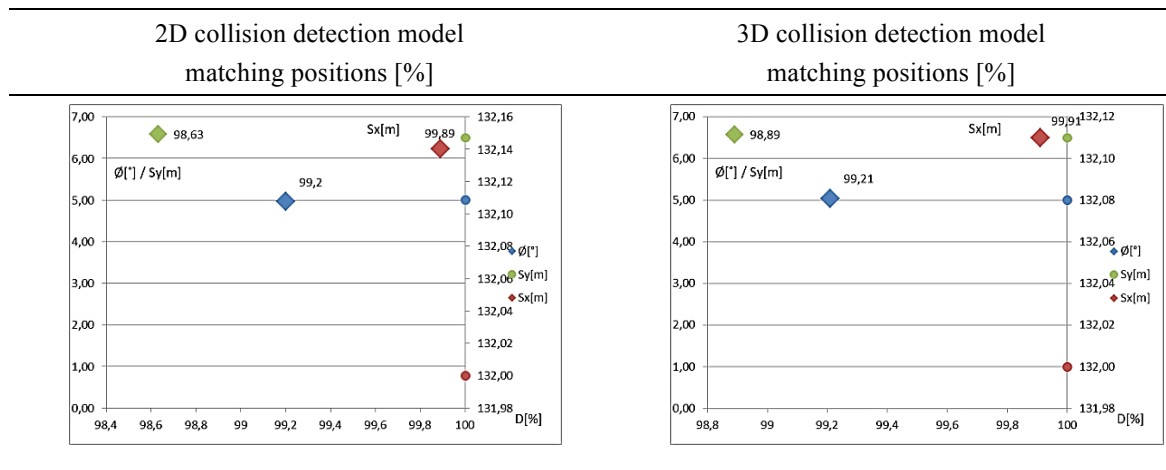 2D collision detection model
matching positions [%]
3D collision detection model
matching positions [%]
7,00
6,00
5,00
4,00
3,00
2,00
1,00
0,00
Ø[°] / Sy[m]
Sx[m]
98,63
99,2
99,89
132,16
132,14
132,12
132,10
132,08
132,06
132,04
132,02
132,00
131,98
Ø[°]
Sy[m]
Sx[m]
98,4 98,6 98,8 99 99,2 99,4 99,6 99,8 100
D[%]
7,00
6,00
5,00
4,00
3,00
2,00
1,00
0,00
Ø[°] / Sy[m]
Sx[m]
98,89
99,21
99,91
132,12
132,10
132,08
132,06
132,04
132,02
132,00
131,98
Ø[°]
Sy[m]
Sx[m]
98,8 99 99,2 99,4 99,6 99,8 100
D[%]